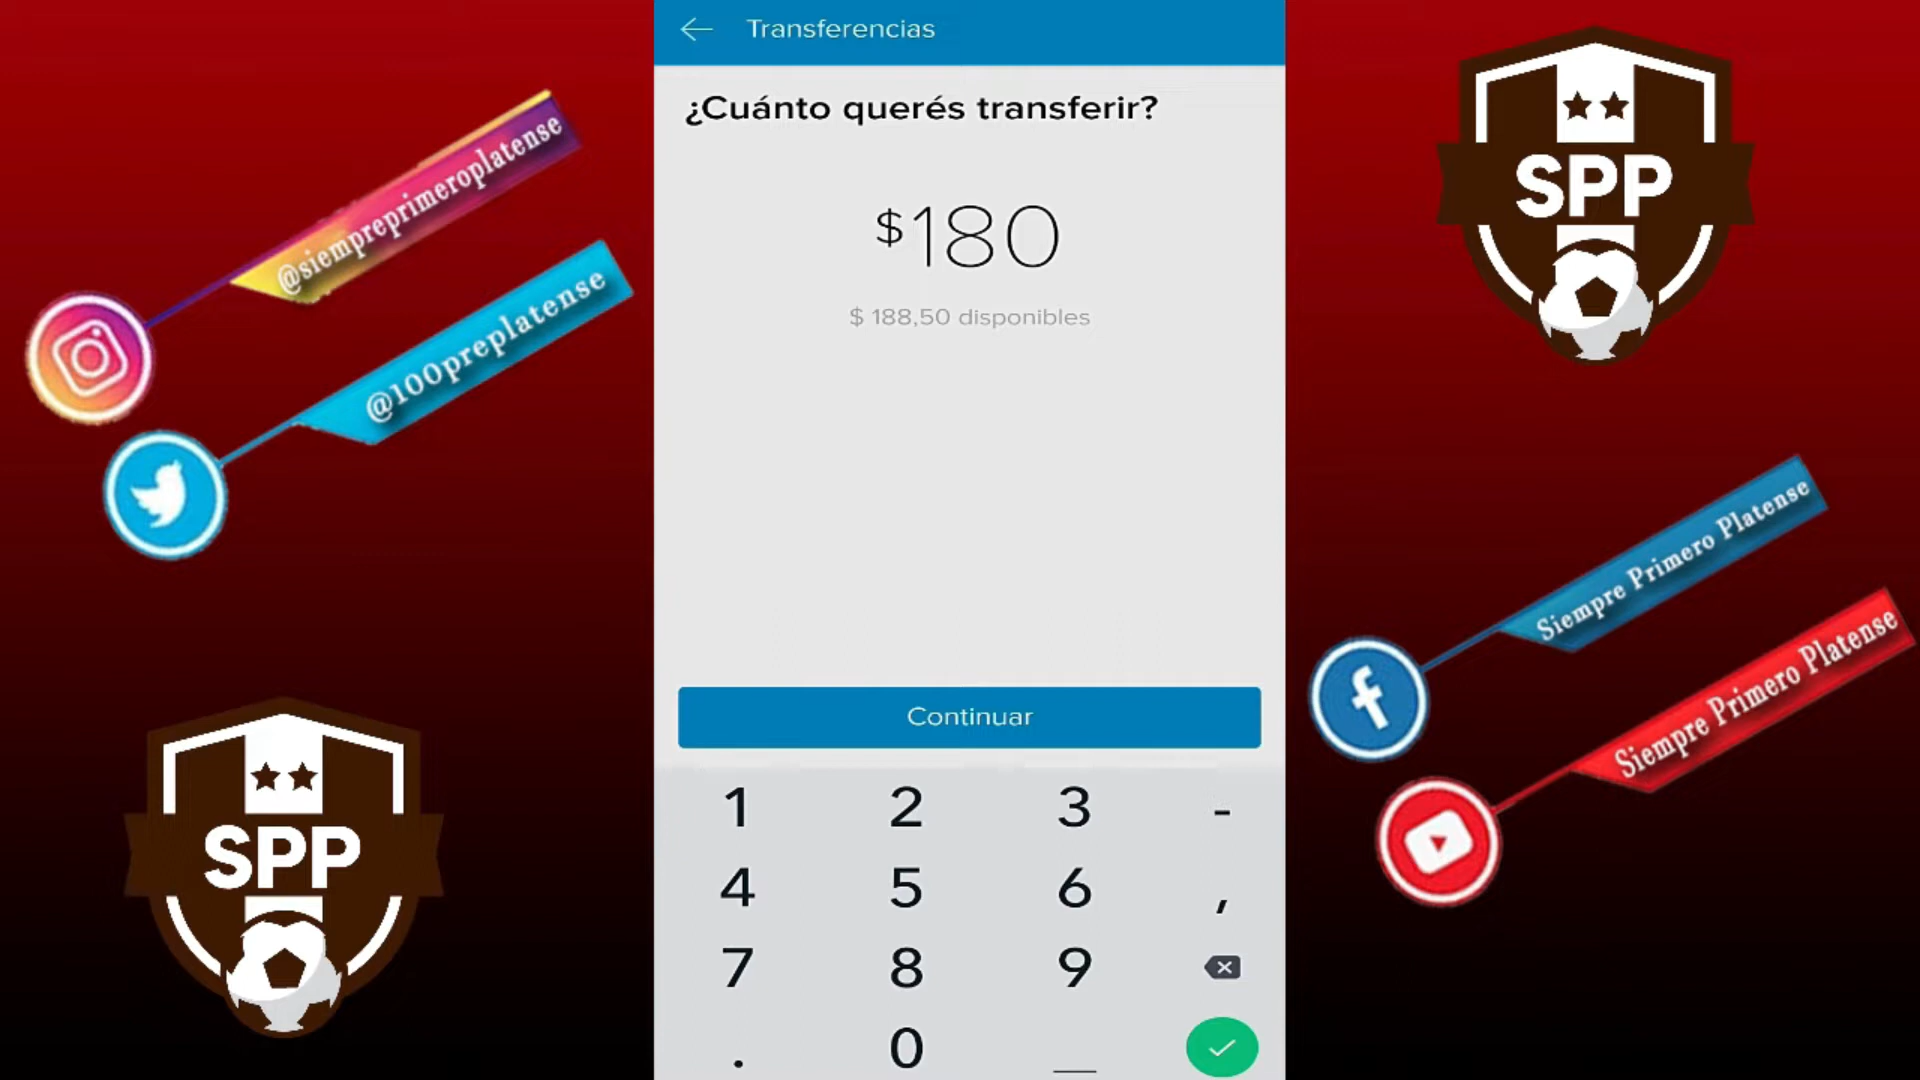 Transferencias
¿Cuánto querés transferir?
$180
$ 188,50 disponibles
Continuar
1 2 3 -
4 5 6 ,
7 8 9
. 0 _
@siempreprimeroplatense
@100preplatense
SPP
SPP
Siempre Primero Platense
Siempre Primero Platense